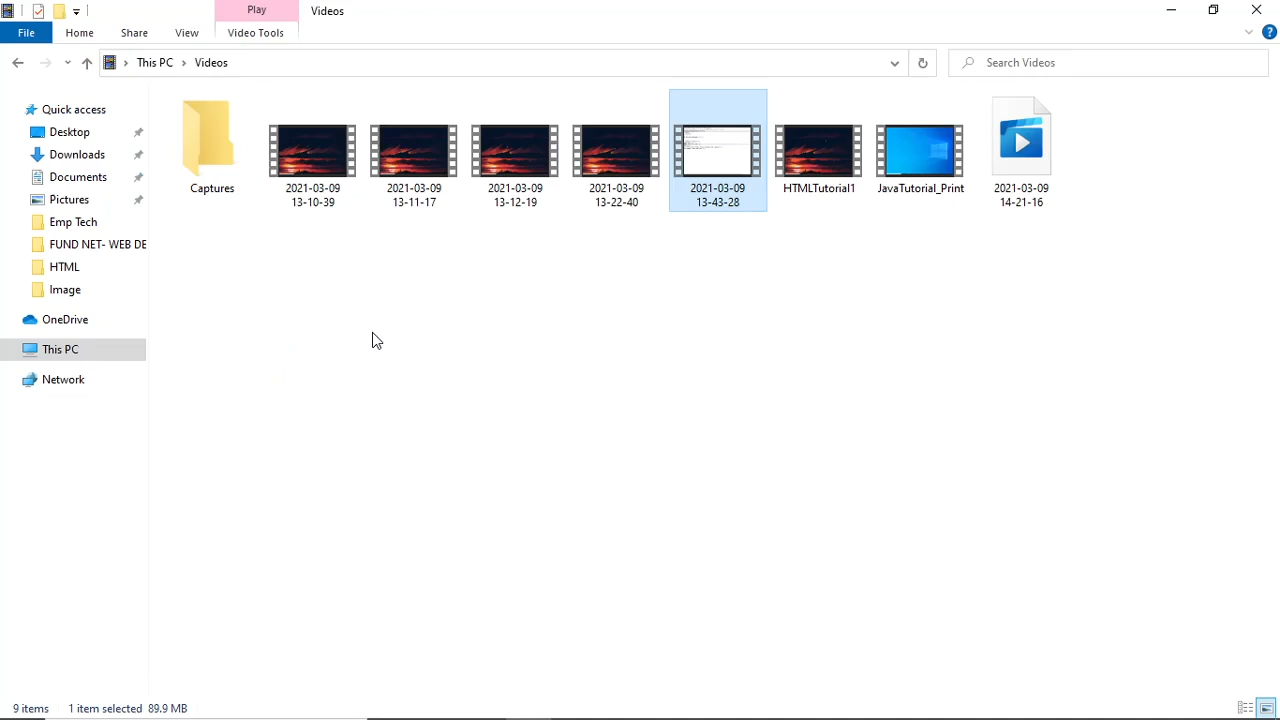 Play
Videos
File
Home
Share
View
Video Tools
This PC
Videos
Search Videos
Quick access
Desktop
Downloads
Documents
Pictures
Emp Tech
FUND NET- WEB DE
HTML
Image
OneDrive
This PC
Network
Captures
2021-03-09
13-10-39
2021-03-09
13-11-17
2021-03-09
13-12-19
2021-03-09
13-22-40
2021-03-09
13-43-28
HTMLTutorial1
JavaTutorial_Print
2021-03-09
14-21-16
9 items
1 item selected 89.9 MB